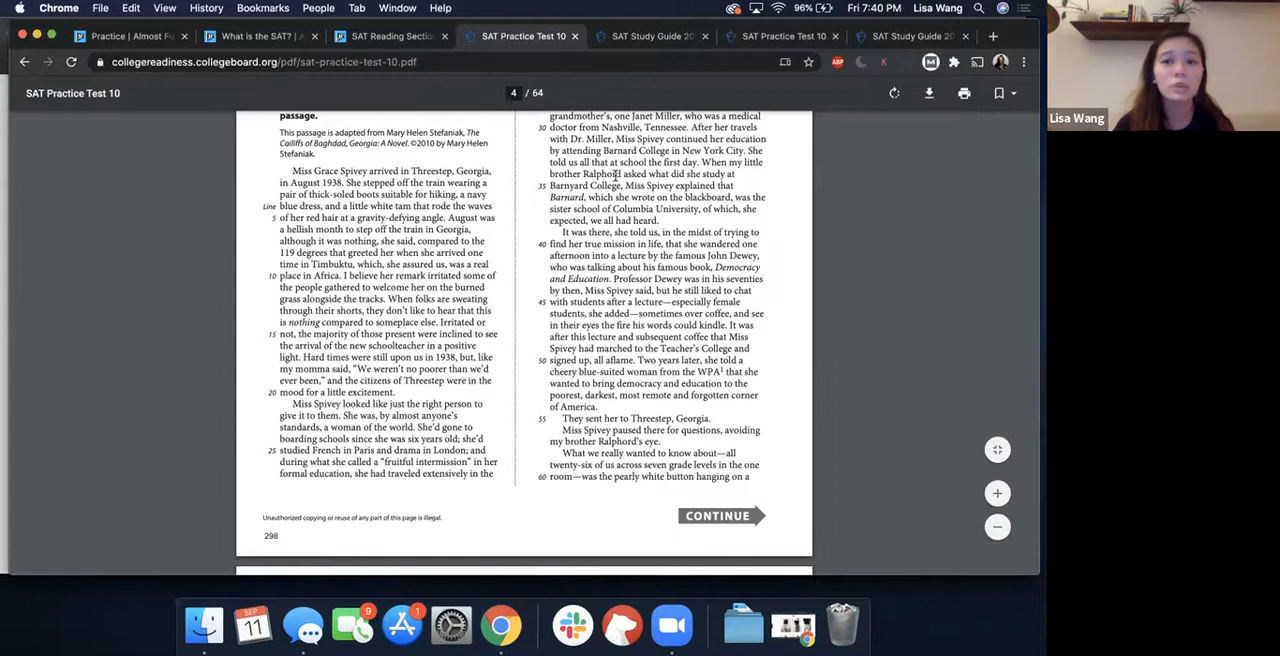 Chrome File Edit View History Bookmarks People Tab Window Help
96% Fri 7:40 PM Lisa Wang
Practice | Almost Fu
What is the SAT? | A
SAT Reading Sectio
SAT Practice Test 10
SAT Study Guide 20
SAT Practice Test 10
SAT Study Guide 20
collegereadiness.collegeboard.org/pdf/sat-practice-test-10.pdf
ABP
K
M
SAT Practice Test 10
4 / 64
passage.
This passage is adapted from Mary Helen Stefaniak, The
Cailiffs of Baghdad, Georgia: A Novel. ©2010 by Mary Helen
Stefaniak.
Miss Grace Spivey arrived in Threestep, Georgia,
in August 1938. She stepped off the train wearing a
pair of thick-soled boots suitable for hiking, a navy
Line blue dress, and a little white tam that rode the waves
5 of her red hair at a gravity-defying angle. August was
a hellish month to step off the train in Georgia,
although it was nothing, she said, compared to the
119 degrees that greeted her when she arrived one
time in Timbuktu, which, she assured us, was a real
10 place in Africa. I believe her remark irritated some of
the people gathered to welcome her on the burned
grass alongside the tracks. When folks are sweating
through their shorts, they don't like to hear that this
is nothing compared to someplace else. Irritated or
15 not, the majority of those present were inclined to see
the arrival of the new schoolteacher in a positive
light. Hard times were still upon us in 1938, but, like
my momma said, "We weren't no poorer than we'd
ever been," and the citizens of Threestep were in the
20 mood for a little excitement.
Miss Spivey looked like just the right person to
give it to them. She was, by almost anyone's
standards, a woman of the world. She'd gone to
boarding schools since she was six years old; she'd
25 studied French in Paris and drama in London; and
during what she called a "fruitful intermission" in her
formal education, she had traveled extensively in the
grandmother's, one Janet Miller, who was a medical
30 doctor from Nashville, Tennessee. After her travels
with Dr. Miller, Miss Spivey continued her education
by attending Barnard College in New York City. She
told us all that at school the first day. When my little
brother Ralphord asked what did she study at
35 Barnyard College, Miss Spivey explained that
Barnard, which she wrote on the blackboard, was the
sister school of Columbia University, of which, she
expected, we all had heard.
It was there, she told us, in the midst of trying to
40 find her true mission in life, that she wandered one
afternoon into a lecture by the famous John Dewey,
who was talking about his famous book, Democracy
and Education. Professor Dewey was in his seventies
by then, Miss Spivey said, but he still liked to chat
45 with students after a lecture—especially female
students, she added—sometimes over coffee, and see
in their eyes the fire his words could kindle. It was
after this lecture and subsequent coffee that Miss
Spivey had marched to the Teacher's College and
50 signed up, all aflame. Two years later, she told a
cheery blue-suited woman from the WPA1 that she
wanted to bring democracy and education to the
poorest, darkest, most remote and forgotten corner
of America.
55 They sent her to Threestep, Georgia.
Miss Spivey paused there for questions, avoiding
my brother Ralphord's eye.
What we really wanted to know about—all
twenty-six of us across seven grade levels in the one
60 room—was the pearly white button hanging on a
Unauthorized copying or reuse of any part of this page is illegal.
CONTINUE
298
Lisa Wang
SEP
11
9
1